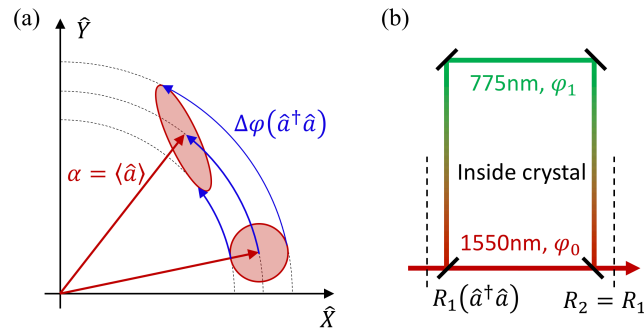 (a)
Ŷ
Δφ(â†â)
α = ⟨â⟩
X̂
(b)
775nm, φ₁
Inside crystal
1550nm, φ₀
R₁(â†â)
R₂ = R₁